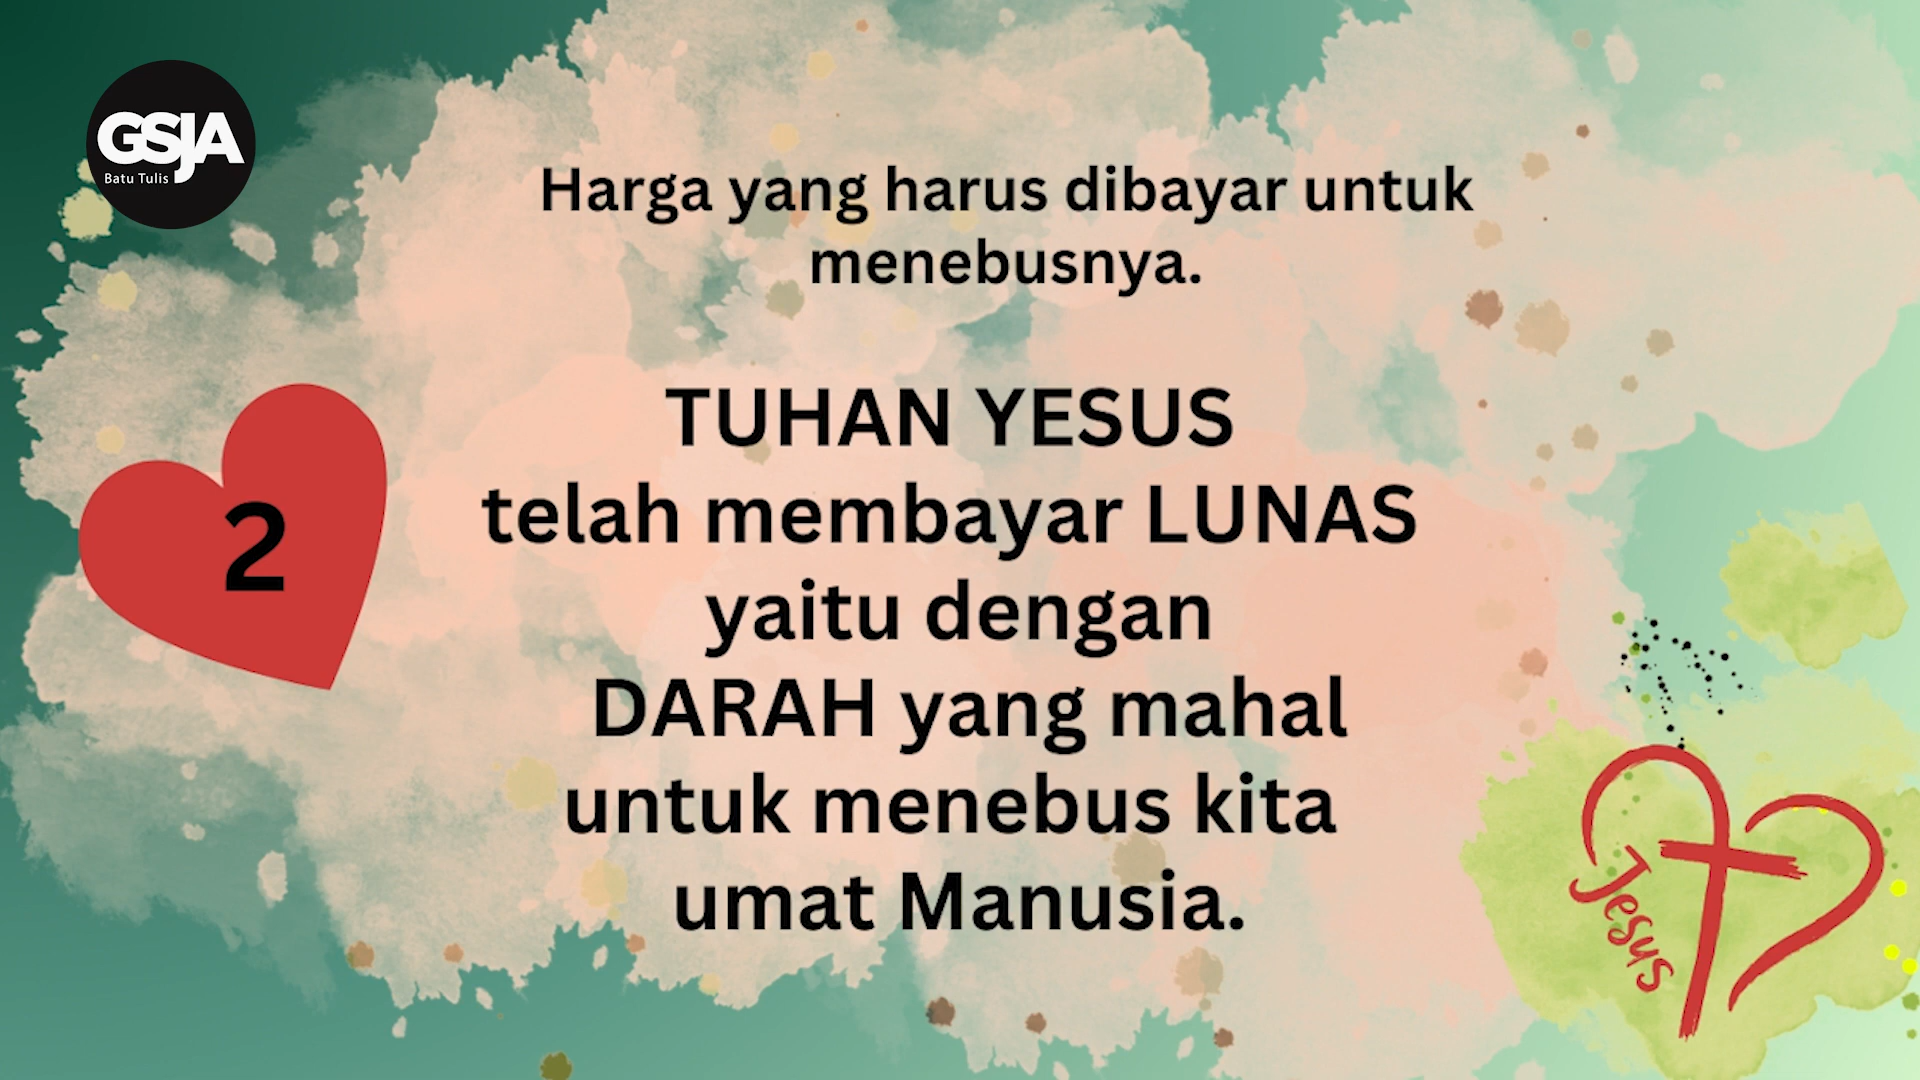 GSJA
Batu Tulis
Harga yang harus dibayar untuk
menebusnya.
2
TUHAN YESUS
telah membayar LUNAS
yaitu dengan
DARAH yang mahal
untuk menebus kita
umat Manusia.
Jesus